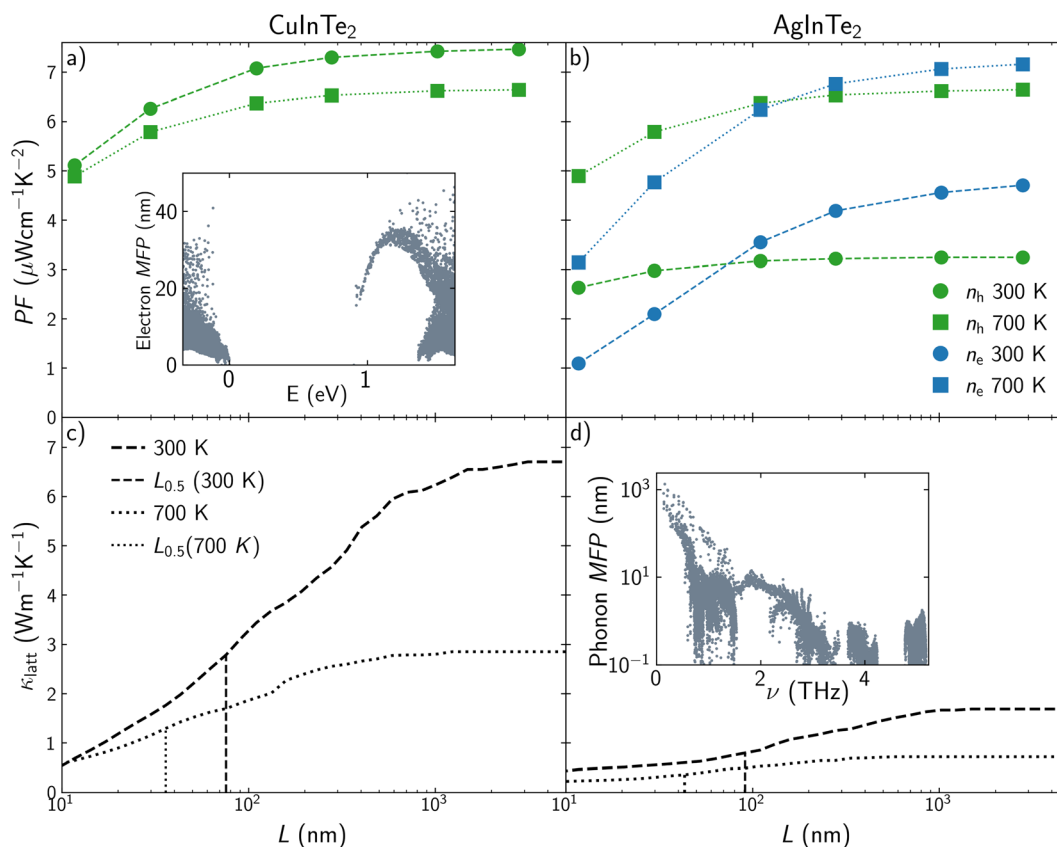 CuInTe₂
AgInTe₂
a)
b)
7
6
5
4
3
2
1
0
PF (μWcm⁻¹K⁻²)
40
20
0
Electron MFP (nm)
0
1
E (eV)
nₕ 300 K
nₕ 700 K
nₑ 300 K
nₑ 700 K
c)
d)
7
6
5
4
3
2
1
0
κ_latt (Wm⁻¹K⁻¹)
300 K
L₀.₅ (300 K)
700 K
L₀.₅(700 K)
10³
10¹
10⁻¹
Phonon MFP (nm)
0
2
4
ν (THz)
10¹
10²
10³
10¹
10²
10³
L (nm)
L (nm)